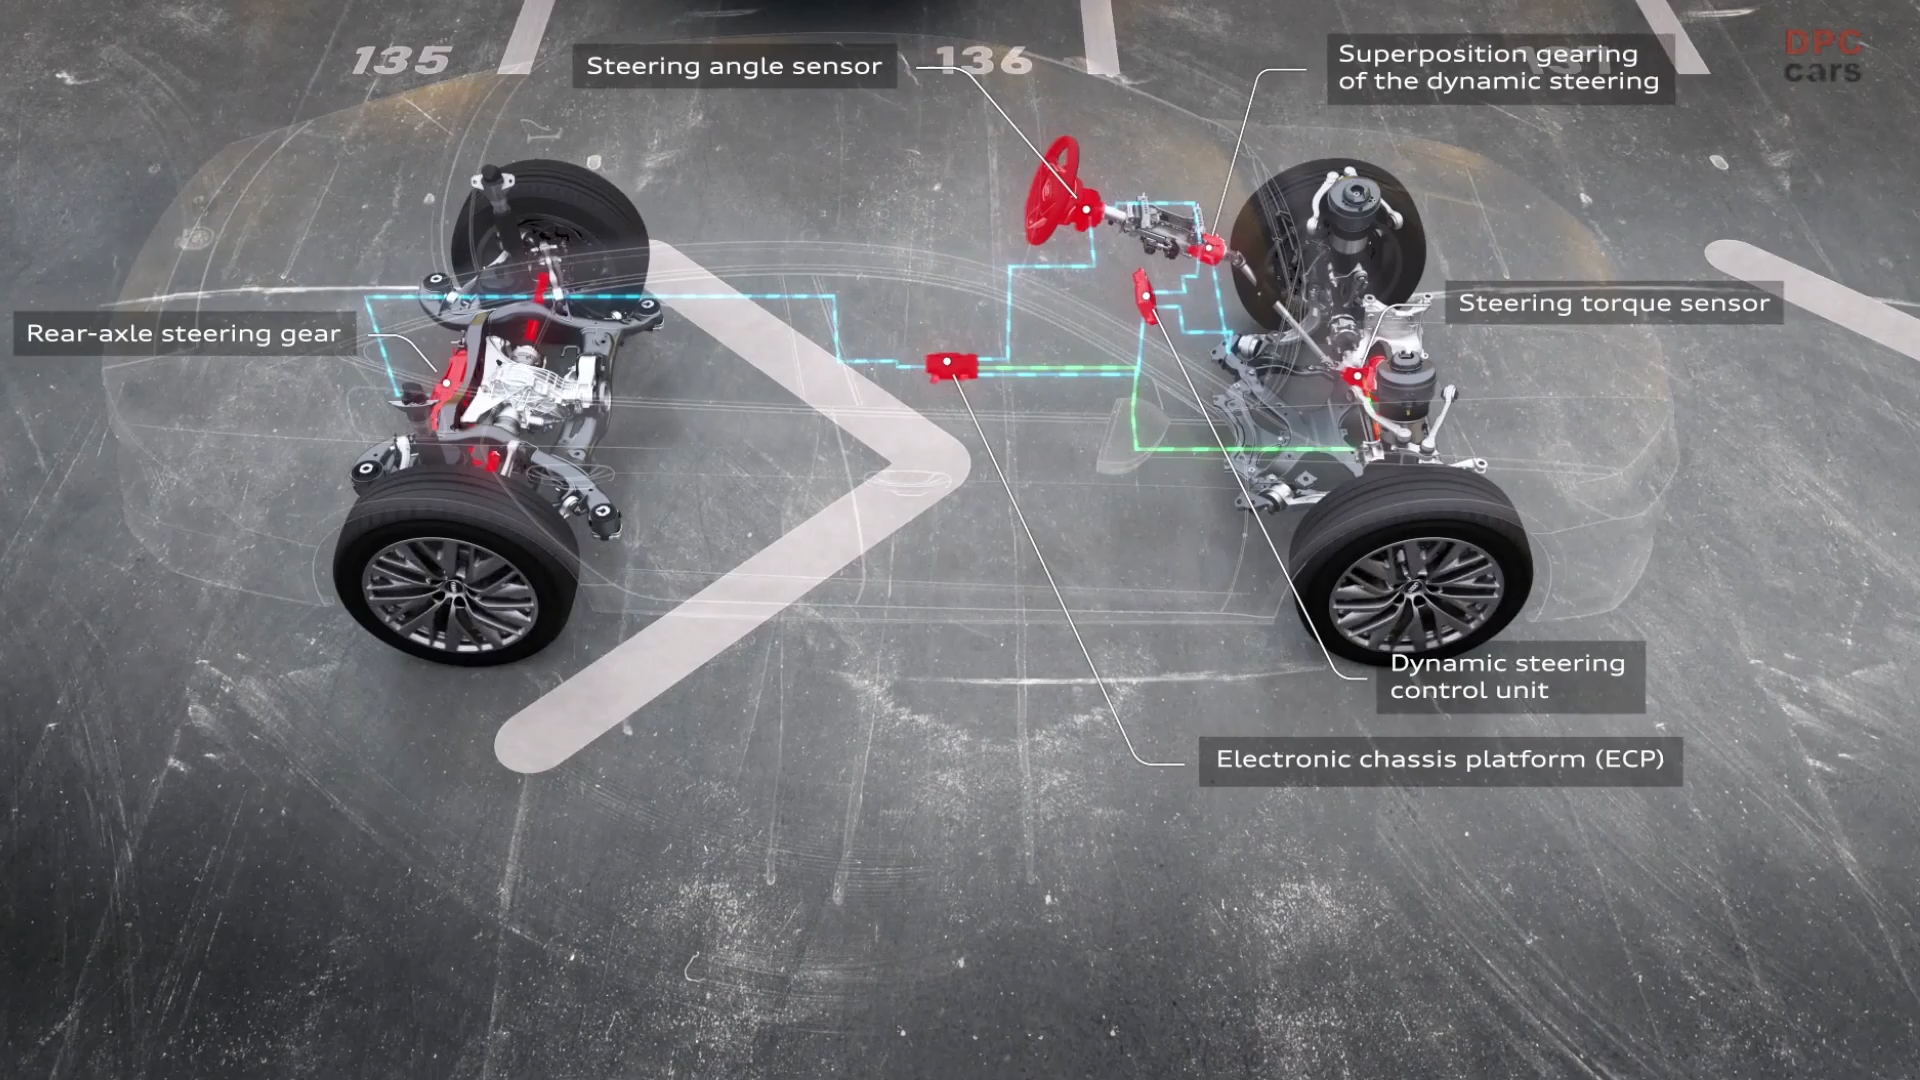 135
136
Steering angle sensor
Superposition gearing
of the dynamic steering
DPC
cars
Rear-axle steering gear
Steering torque sensor
Dynamic steering
control unit
Electronic chassis platform (ECP)